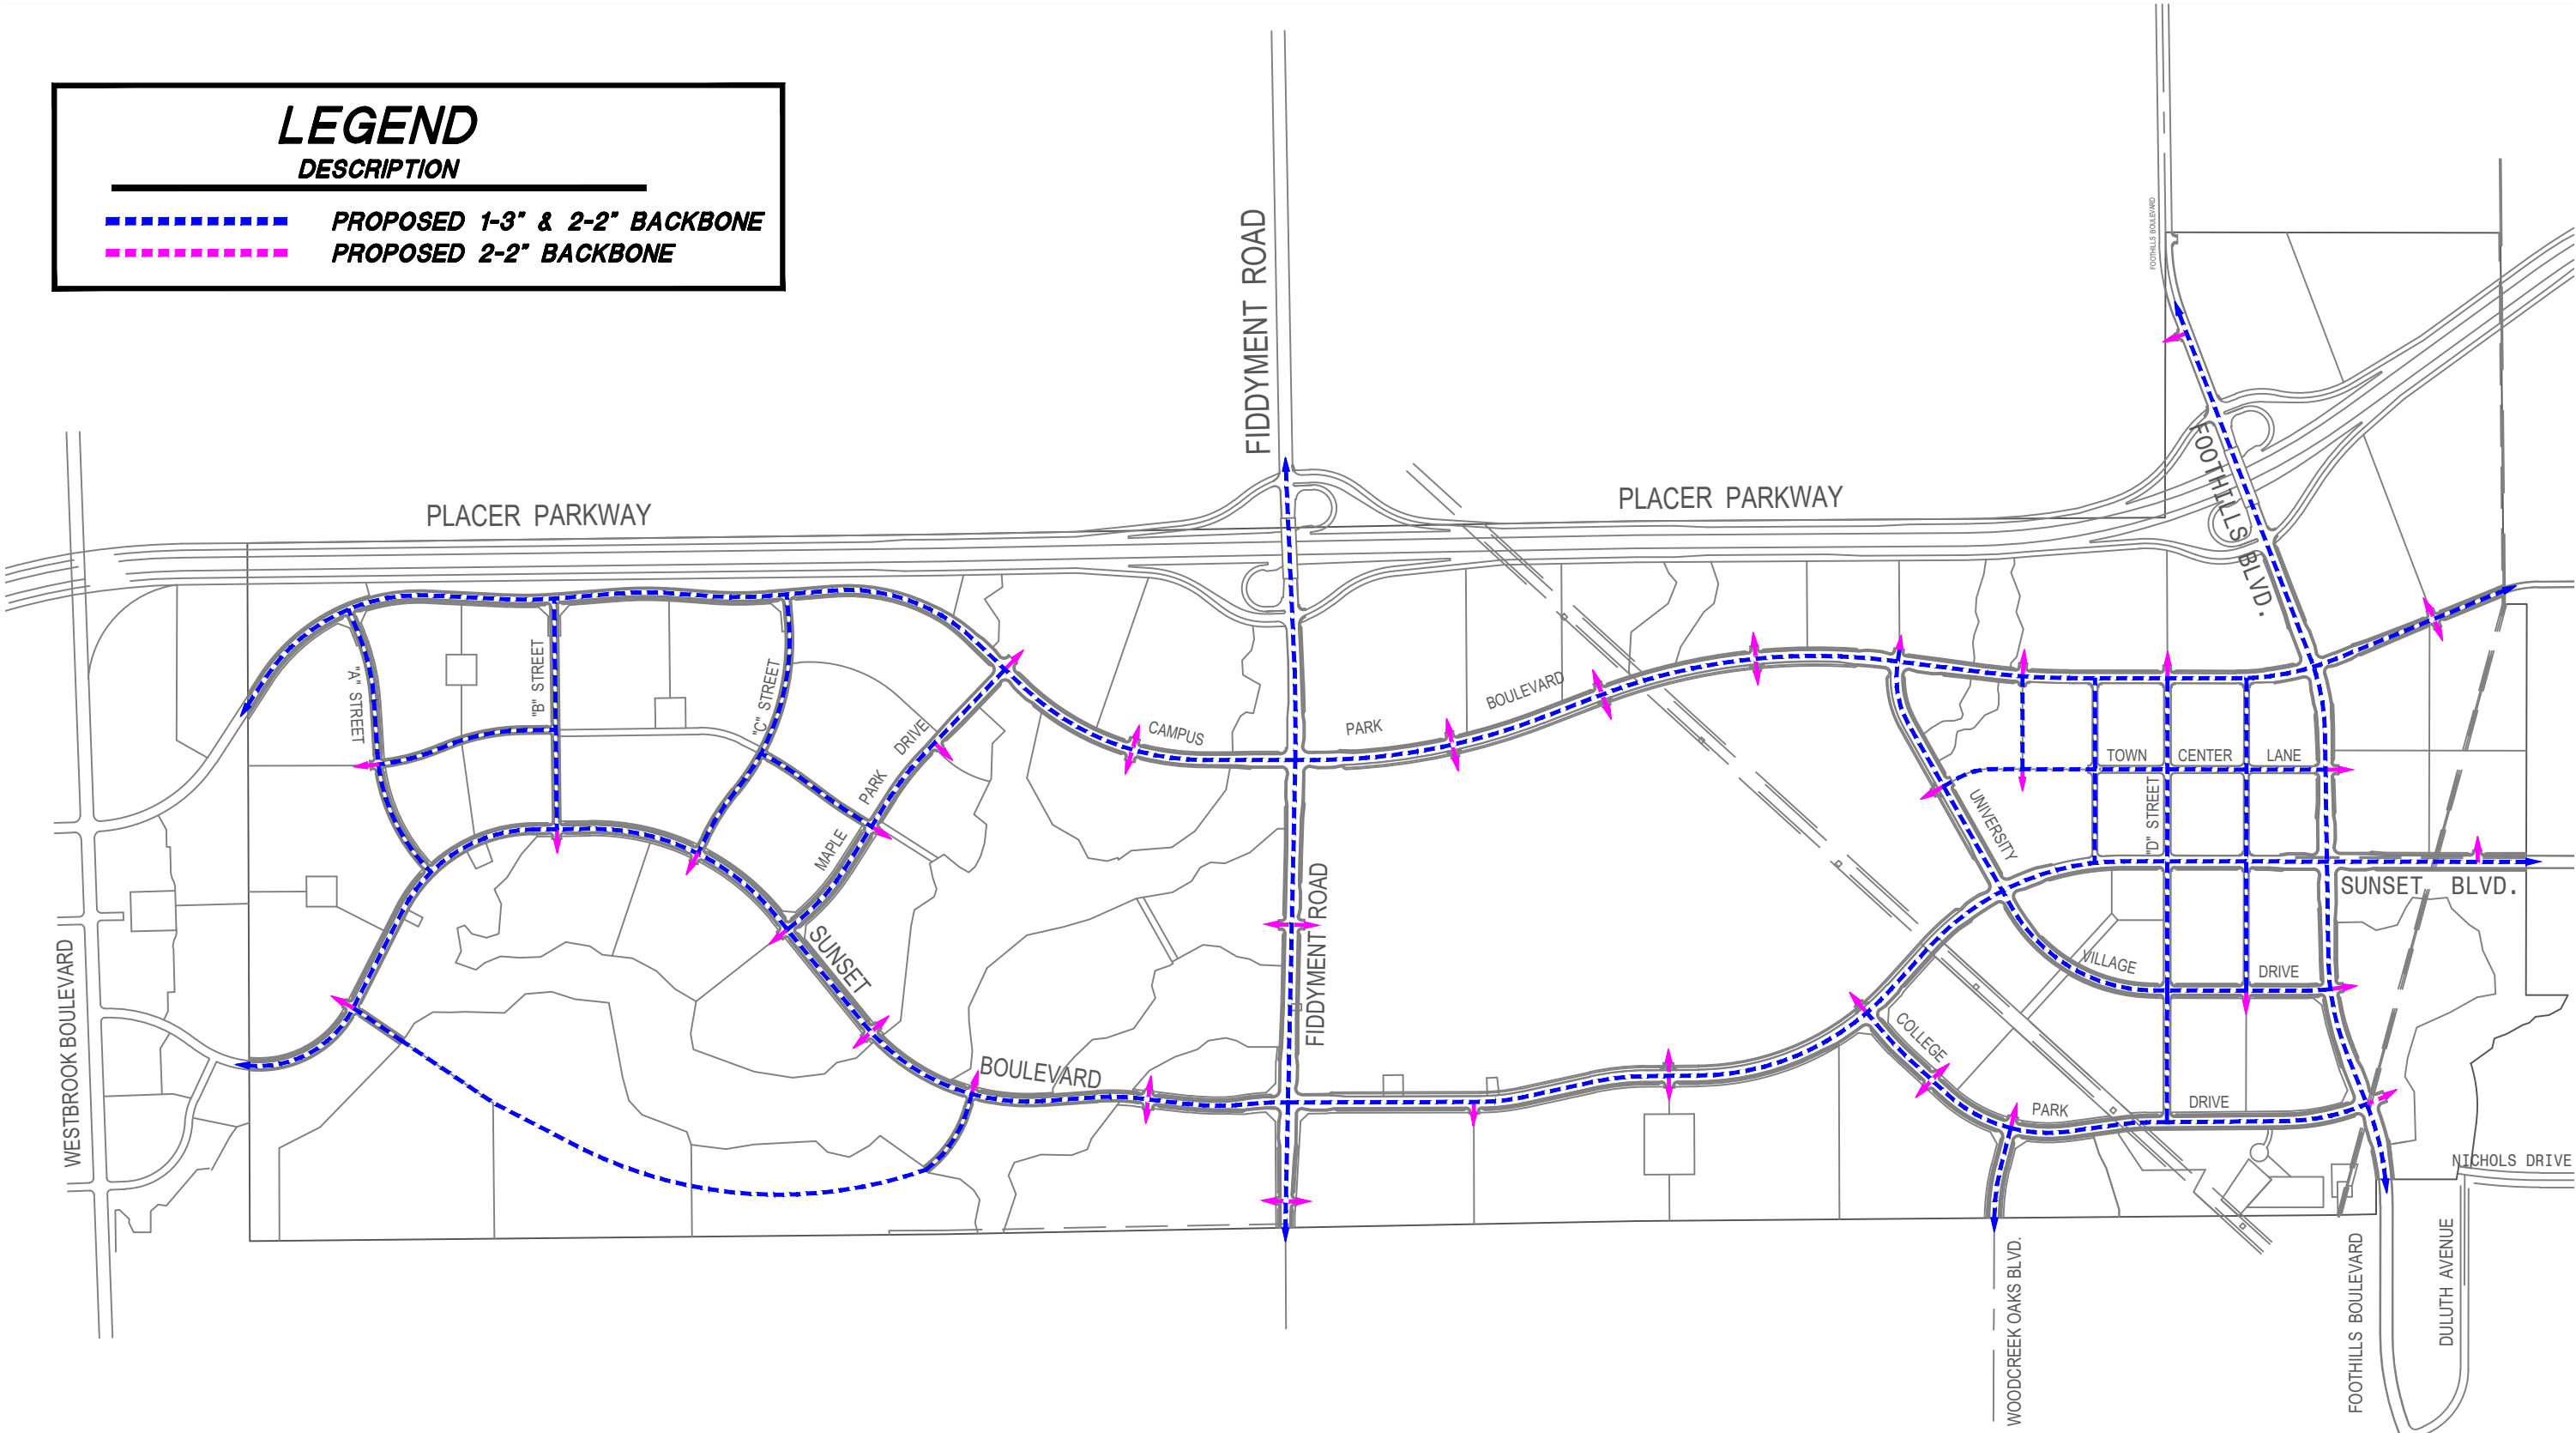 LEGEND
DESCRIPTION
PROPOSED 1-3" & 2-2" BACKBONE
PROPOSED 2-2" BACKBONE
FIDDYMENT ROAD
FOOTHILLS BOULEVARD
PLACER PARKWAY
PLACER PARKWAY
FOOTHILLS BLVD.
"A" STREET
"B" STREET
"C" STREET
MAPLE PARK DRIVE
CAMPUS PARK BOULEVARD
TOWN CENTER LANE
"D" STREET
UNIVERSITY
SUNSET BLVD.
SUNSET BOULEVARD
FIDDYMENT ROAD
VILLAGE DRIVE
COLLEGE PARK DRIVE
WESTBROOK BOULEVARD
NICHOLS DRIVE
WOODCREEK OAKS BLVD.
FOOTHILLS BOULEVARD
DULUTH AVENUE